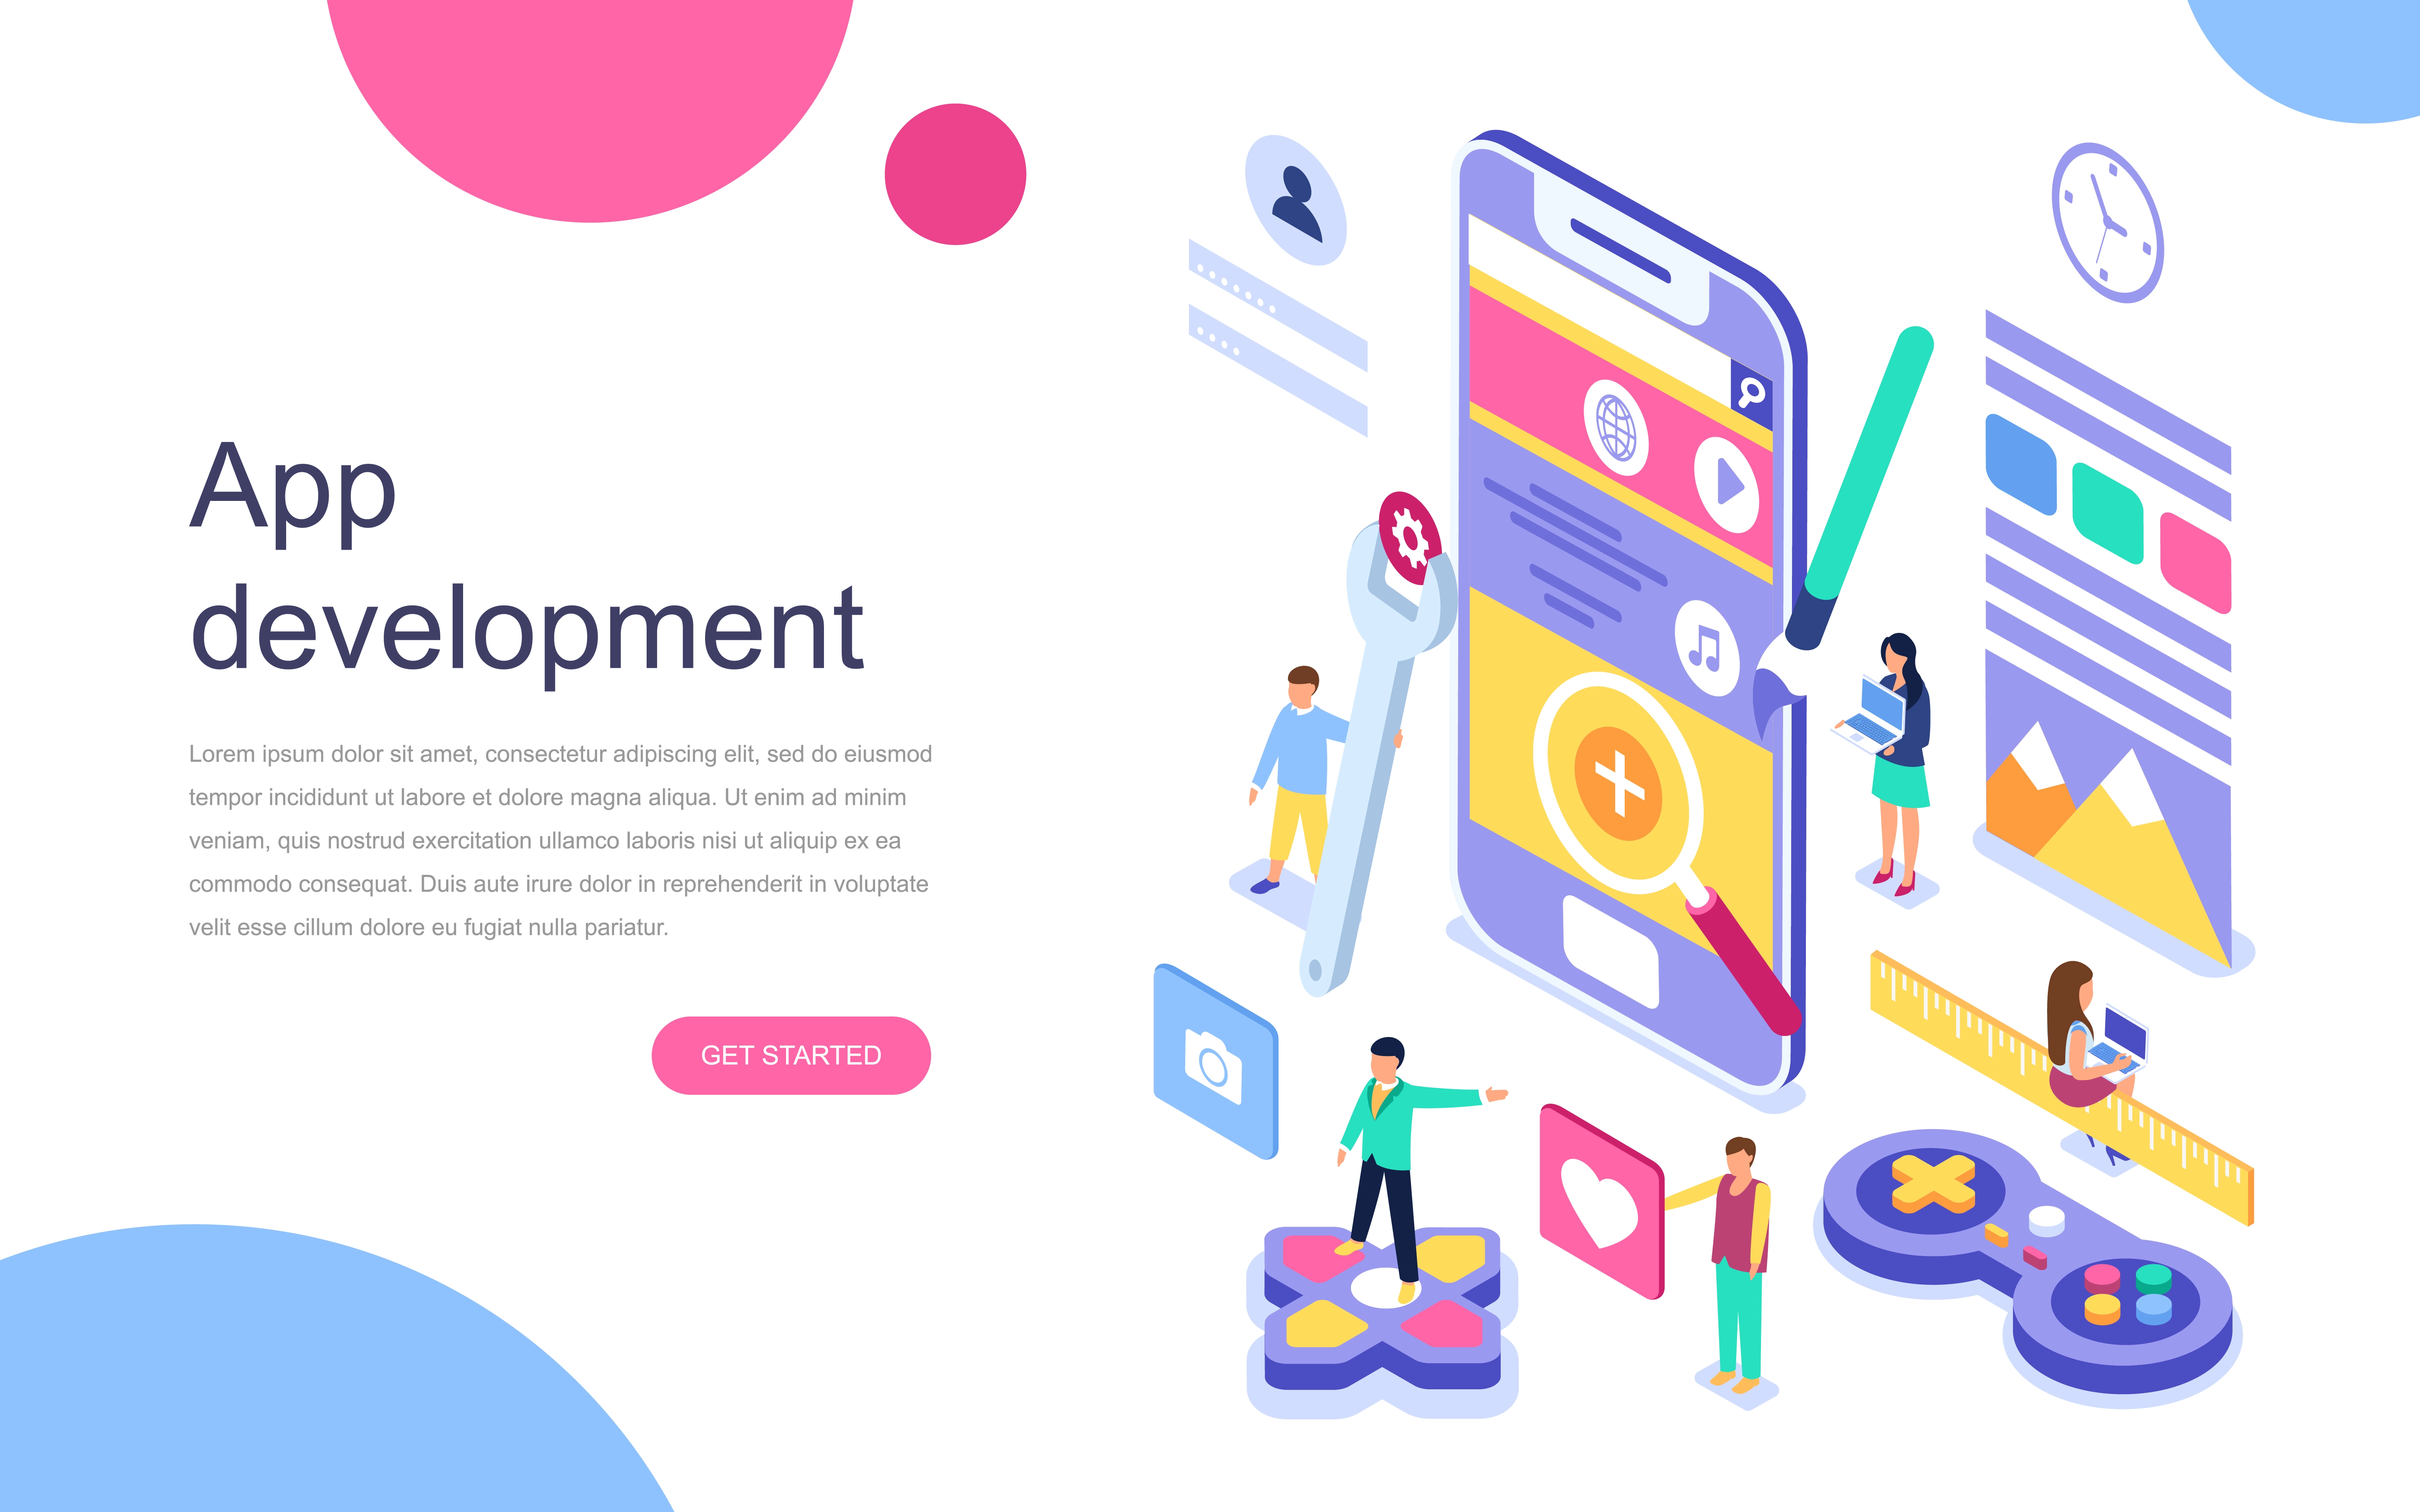 App
development
Lorem ipsum dolor sit amet, consectetur adipiscing elit, sed do eiusmod
tempor incididunt ut labore et dolore magna aliqua. Ut enim ad minim
veniam, quis nostrud exercitation ullamco laboris nisi ut aliquip ex ea
commodo consequat. Duis aute irure dolor in reprehenderit in voluptate
velit esse cillum dolore eu fugiat nulla pariatur.
GET STARTED